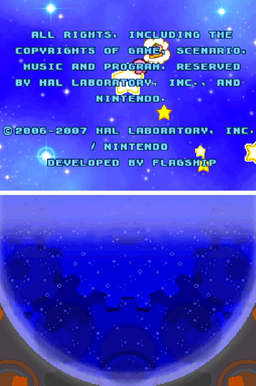 ALL RIGHTS, INCLUDING THE
COPYRIGHTS OF GAME, SCENARIO,
MUSIC AND PROGRAM, RESERVED
BY HAL LABORATORY, INC., AND
NINTENDO.
©2006-2007 HAL LABORATORY, INC.
/ NINTENDO
DEVELOPED BY FLAGSHIP